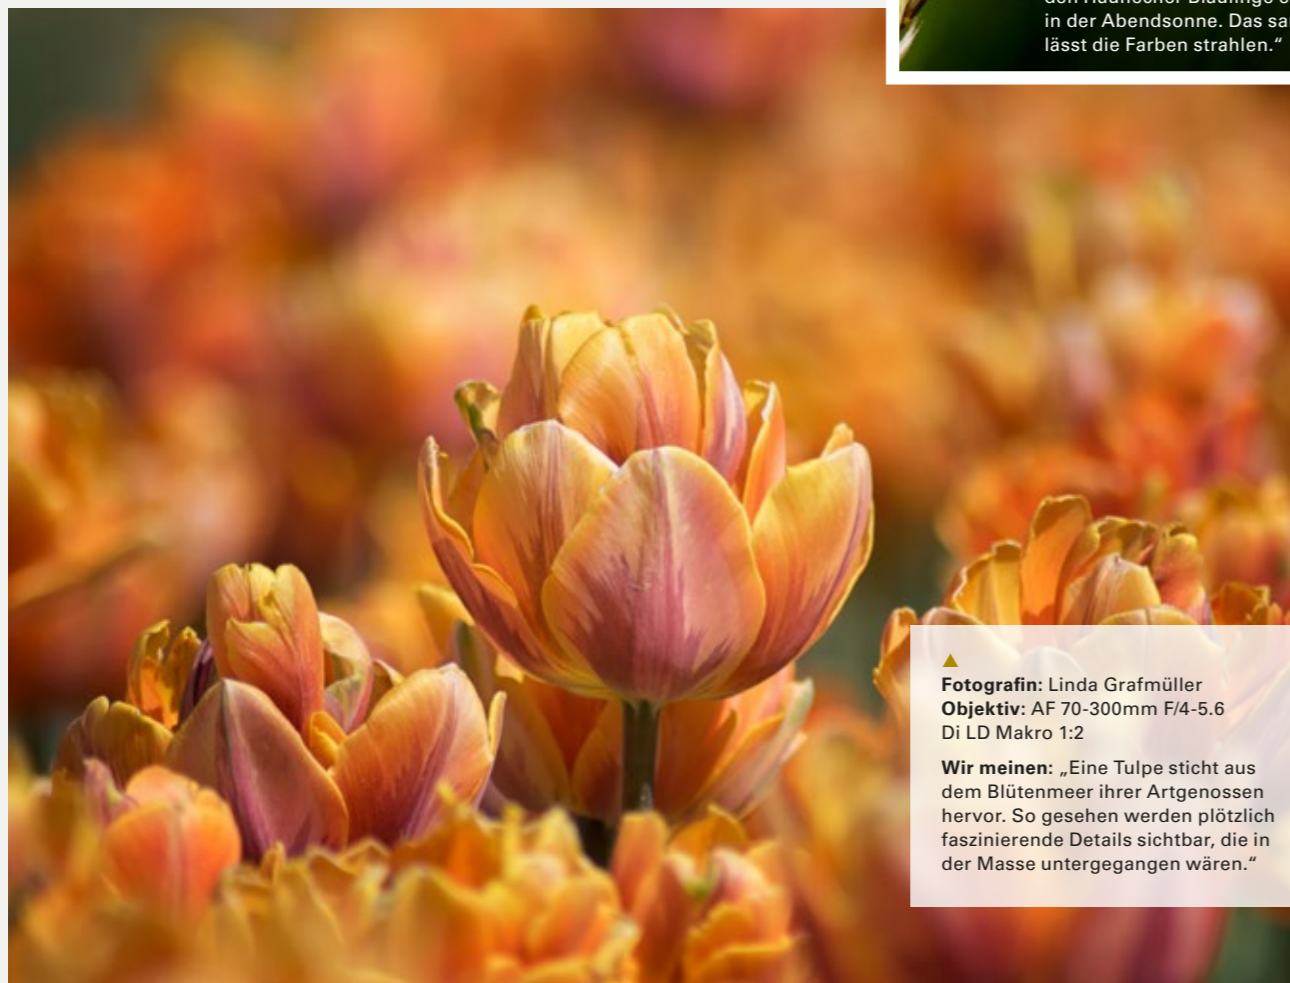 in der Abendsonne. Das
lässt die Farben strahlen.“
▲
Fotografin: Linda Grafmüller
Objektiv: AF 70-300mm F/4-5.6
Di LD Makro 1:2
Wir meinen: „Eine Tulpe sticht aus
dem Blütenmeer ihrer Artgenossen
hervor. So gesehen werden plötzlich
faszinierende Details sichtbar, die in
der Masse untergegangen wären.“